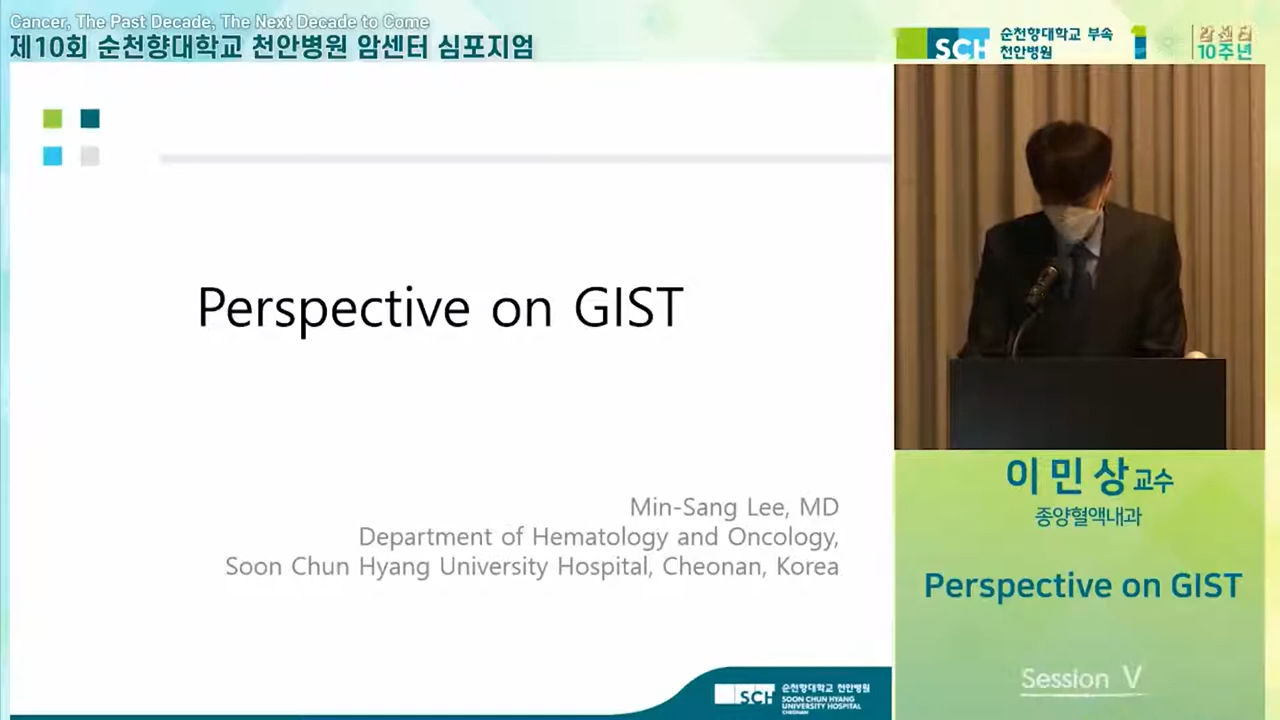 Cancer, The Past Decade, The Next Decade to Come
제10회 순천향대학교 천안병원 암센터 심포지엄
SCH 순천향대학교 부속
천안병원
암센터
10주년
Perspective on GIST
Min-Sang Lee, MD
Department of Hematology and Oncology,
Soon Chun Hyang University Hospital, Cheonan, Korea
SCH 순천향대학교 천안병원
SOON CHUN HYANG
UNIVERSITY HOSPITAL
CHEONAN
이민상 교수
종양혈액내과
Perspective on GIST
Session V